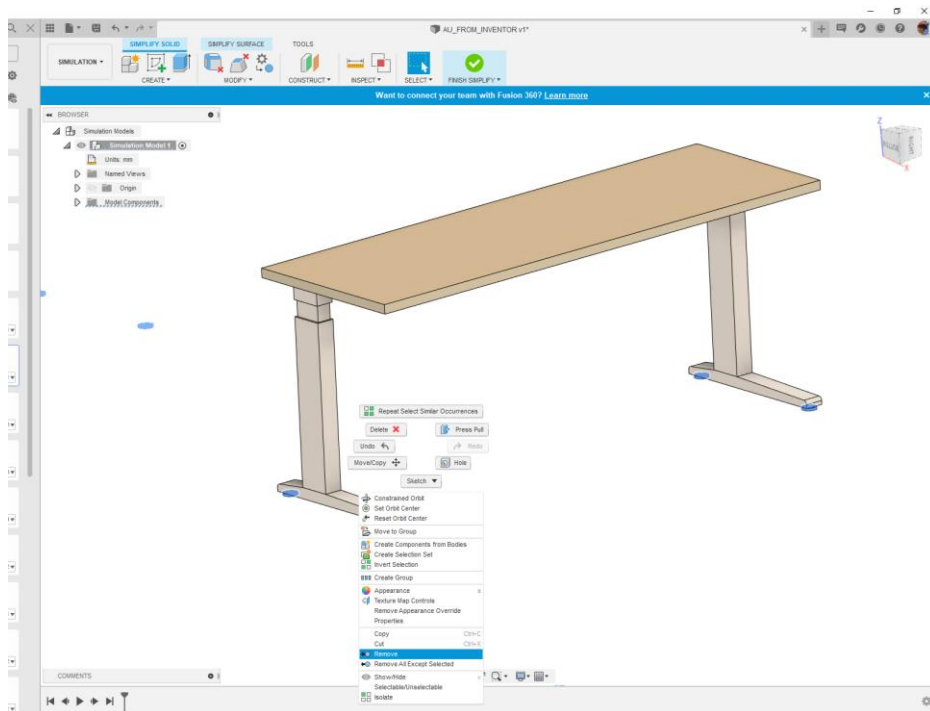 AU_FROM_INVENTOR v1*
SIMPLIFY SOLID
SIMPLIFY SURFACE
TOOLS
SIMULATION
CREATE
MODIFY
CONSTRUCT
INSPECT
SELECT
FINISH SIMPLIFY
Want to connect your team with Fusion 360? Learn more
BROWSER
Simulation Models
Simulation Model 1
Units: mm
Named Views
Origin
Model Components
Z
X
RIGHT
Repeat Select Similar Occurrences
Delete
Press Pull
Undo
Redo
Move/Copy
Hole
Sketch
Constrained Orbit
Set Orbit Center
Reset Orbit Center
Move to Group
Create Components from Bodies
Create Selection Set
Invert Selection
Create Group
Appearance
Texture Map Controls
Remove Appearance Override
Properties
Copy Ctrl+C
Cut Ctrl+X
Remove
Remove All Except Selected
Show/Hide
Selectable/Unselectable
Isolate
COMMENTS